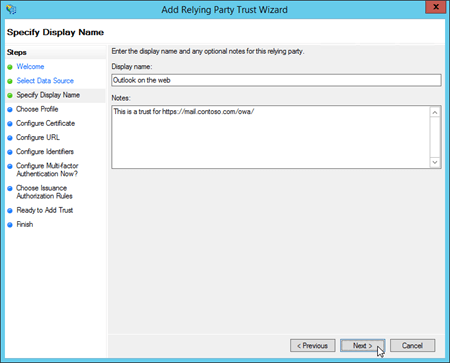 Add Relying Party Trust Wizard
X
Specify Display Name
Steps
Welcome
Select Data Source
Specify Display Name
Choose Profile
Configure Certificate
Configure URL
Configure Identifiers
Configure Multi-factor
Authentication Now?
Choose Issuance
Authorization Rules
Ready to Add Trust
Finish
Enter the display name and any optional notes for this relying party.
Display name:
Outlook on the web
Notes:
This is a trust for https://mail.contoso.com/owa/
< Previous
Next >
Cancel